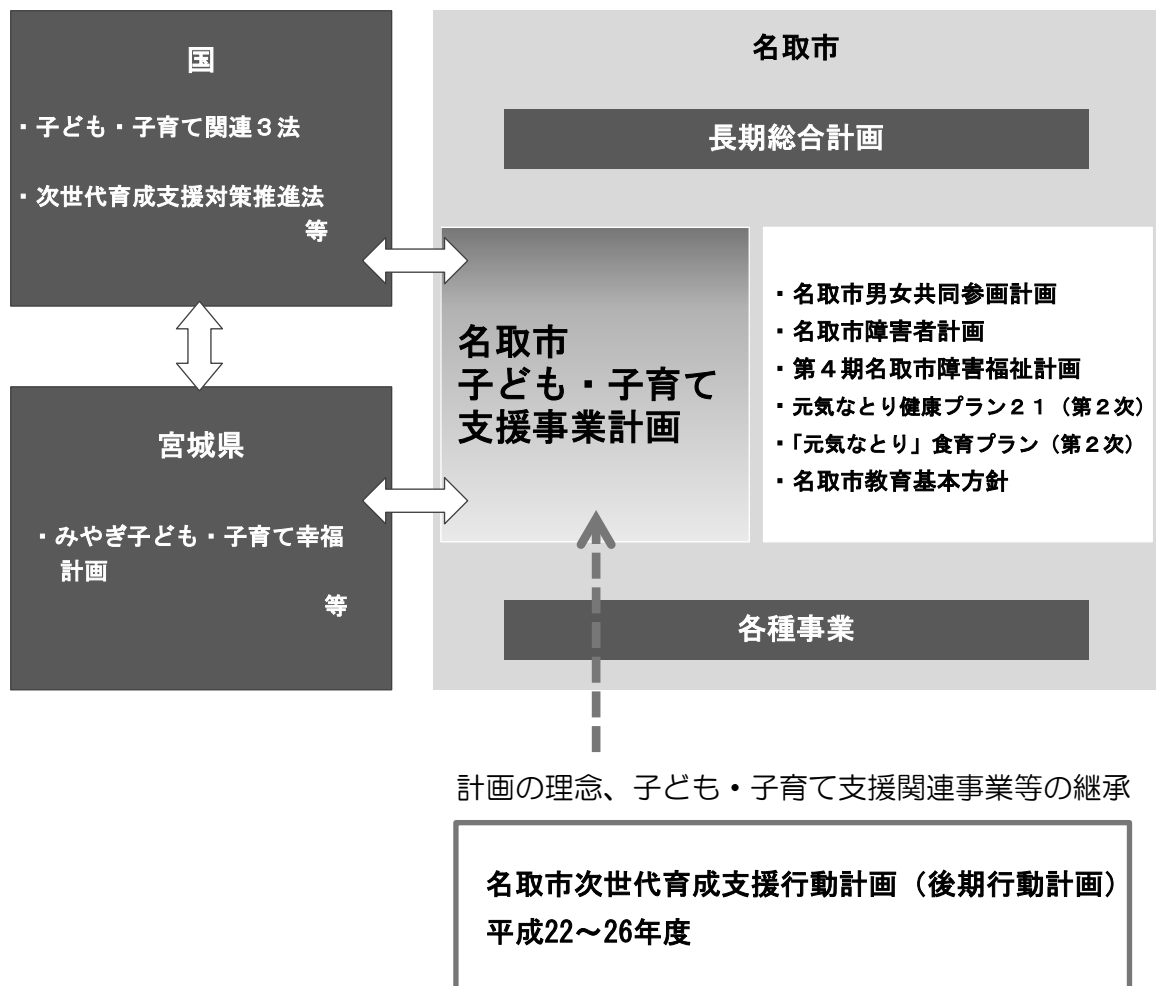 国
・子ども・子育て関連３法
・次世代育成支援対策推進法
等
宮城県
・みやぎ子ども・子育て幸福
計画
等
名取市
長期総合計画
名取市
子ども・子育て
支援事業計画
・名取市男女共同参画計画
・名取市障害者計画
・第４期名取市障害福祉計画
・元気なとり健康プラン２１（第２次）
・「元気なとり」食育プラン（第２次）
・名取市教育基本方針
各種事業
計画の理念、子ども・子育て支援関連事業等の継承
名取市次世代育成支援行動計画（後期行動計画）
平成22～26年度